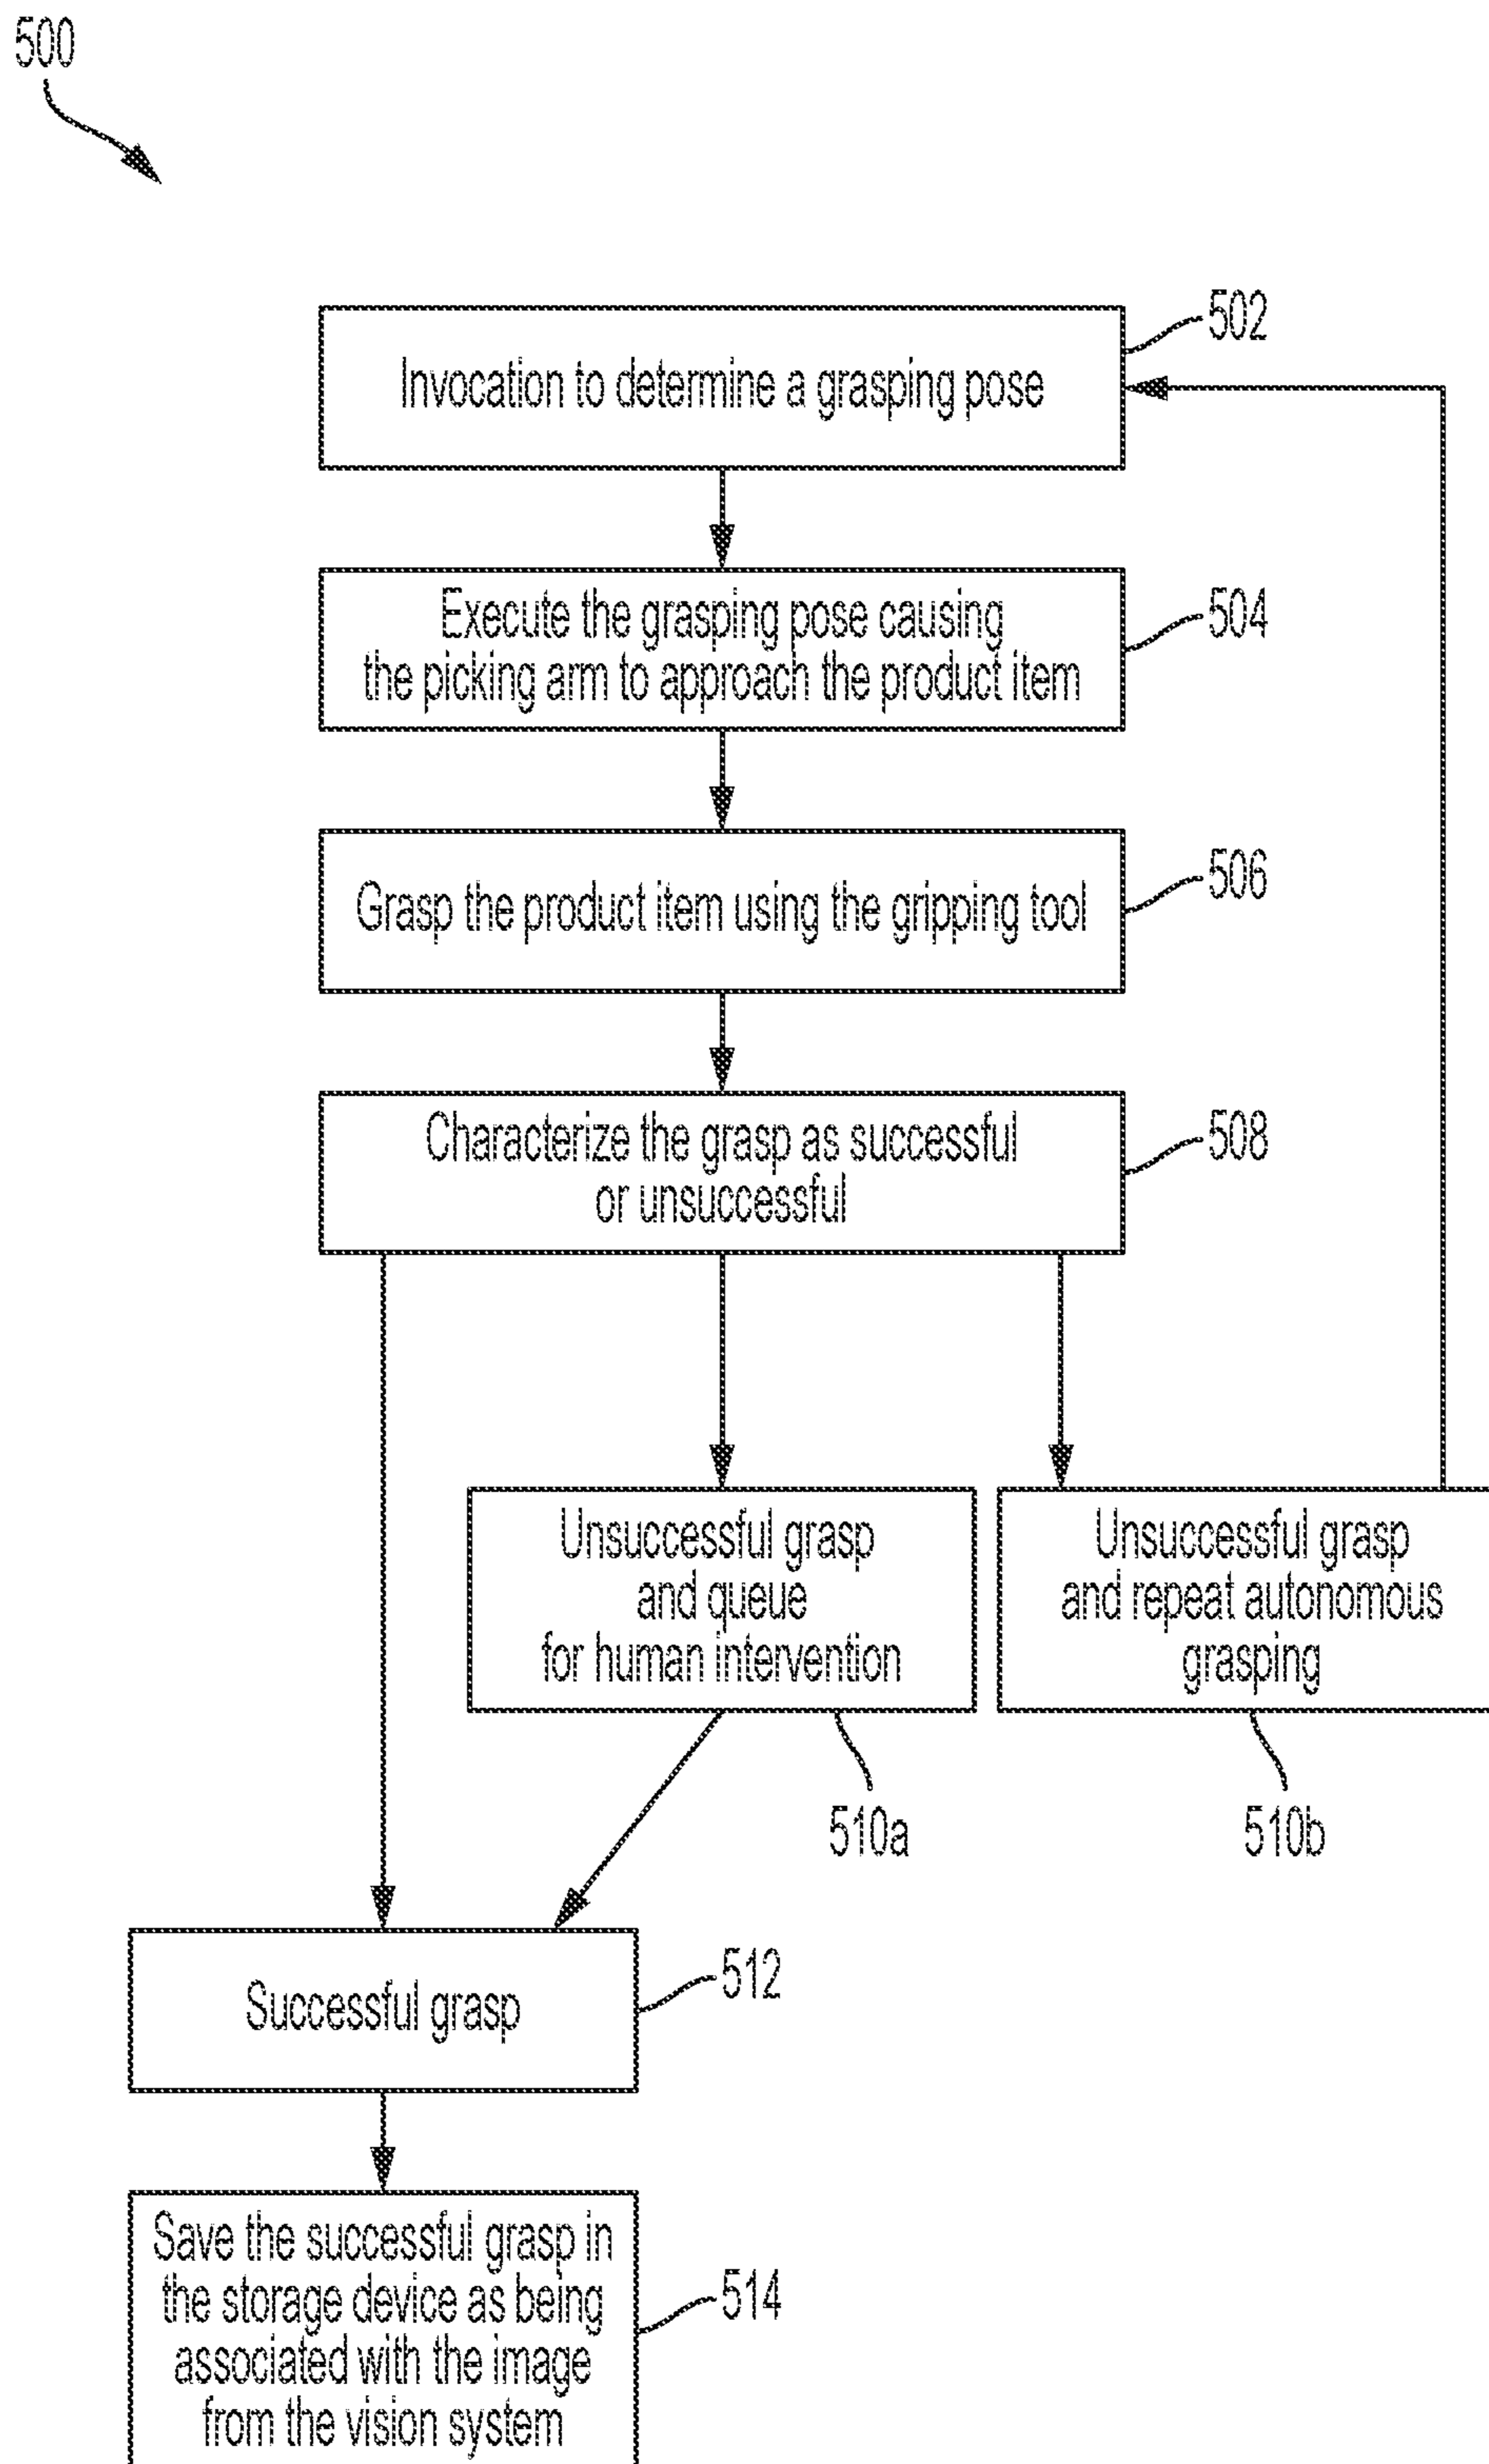 500
502
Invocation to determine a grasping pose
Execute the grasping pose causing
the picking arm to approach the product item
504
Grasp the product item using the gripping tool
506
Characterize the grasp as successful
or unsuccessful
508
Unsuccessful grasp
and queue
for human intervention
Unsuccessful grasp
and repeat autonomous
grasping
510a
510b
Successful grasp
512
Save the successful grasp in
the storage device as being
associated with the image
from the vision system
514